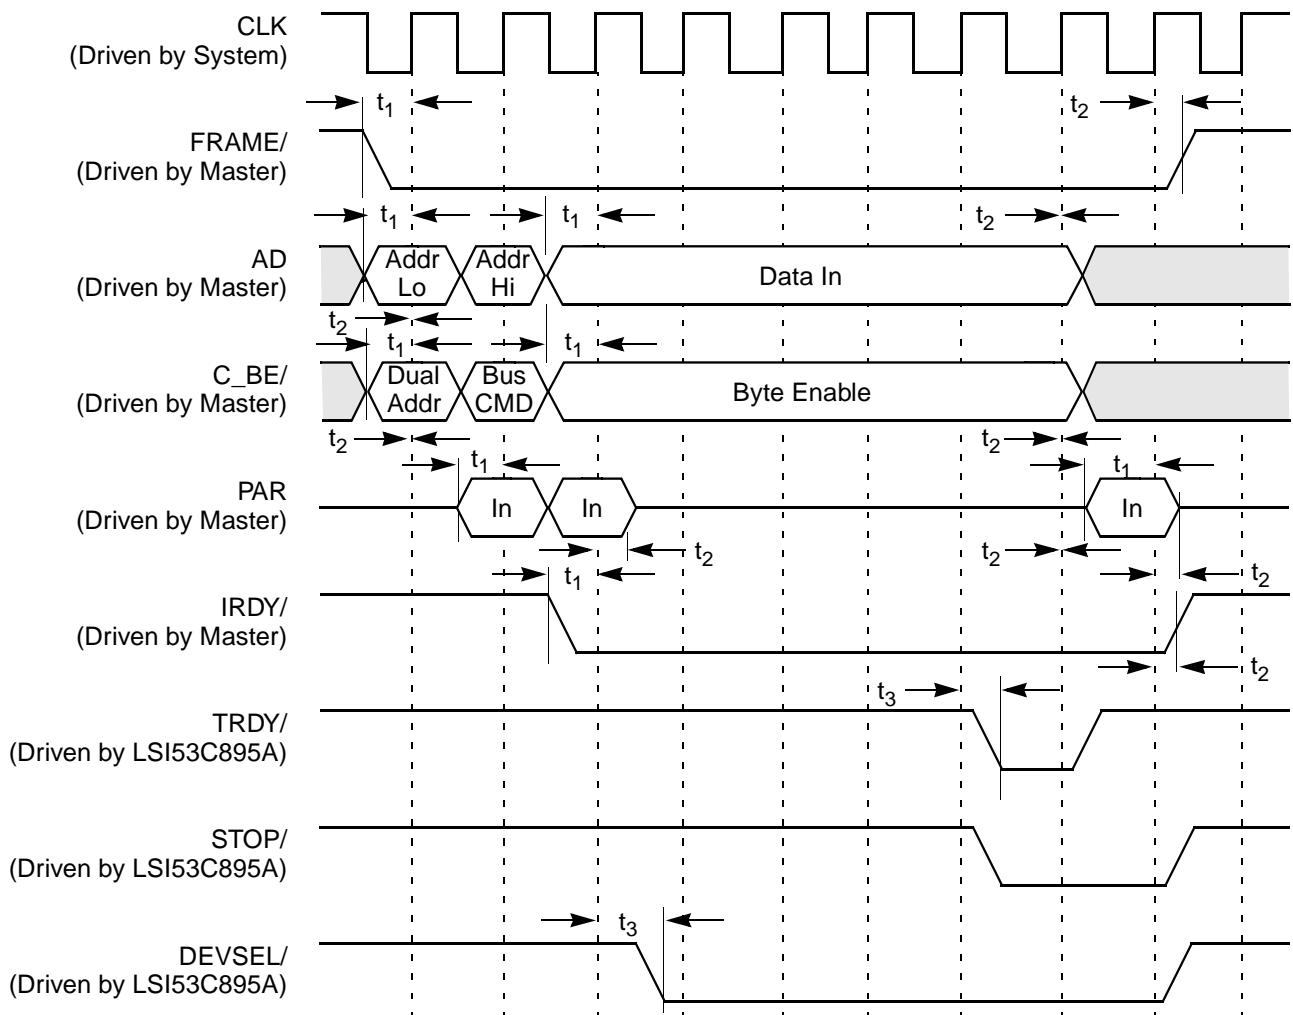 CLK
(Driven by System)
t1
t2
FRAME/
(Driven by Master)
t1
t1
t2
AD
(Driven by Master)
Addr
Lo
Addr
Hi
Data In
t2
t1
t1
C_BE/
(Driven by Master)
Dual
Addr
Bus
CMD
Byte Enable
t2
t2
t1
t1
PAR
(Driven by Master)
In
In
In
t2
t2
t1
t2
IRDY/
(Driven by Master)
t2
t3
TRDY/
(Driven by LSI53C895A)
STOP/
(Driven by LSI53C895A)
t3
DEVSEL/
(Driven by LSI53C895A)